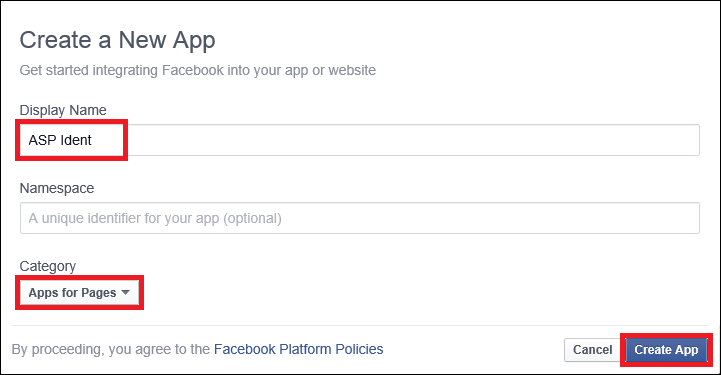 Create a New App
Get started integrating Facebook into your app or website
Display Name
ASP Ident
Namespace
A unique identifier for your app (optional)
Category
Apps for Pages
By proceeding, you agree to the Facebook Platform Policies
Cancel
Create App